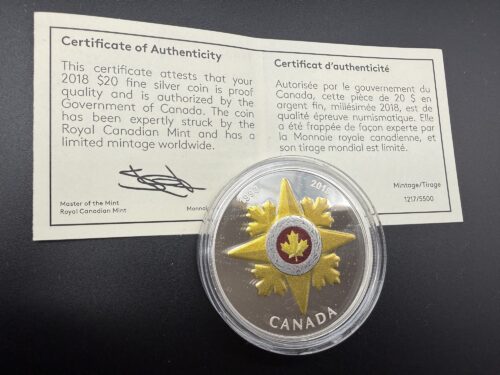 Certificate of Authenticity
This certificate attests that your
2018 $20 fine silver coin is proof
quality and is authorized by the
Government of Canada. The coin
has been expertly struck by the
Royal Canadian Mint and has a
limited mintage worldwide.
Master of the Mint
Royal Canadian Mint
Certificat d'authenticité
Autorisée par le gouvernement du
Canada, cette pièce de 20 $ en
argent fin, millésimée 2018, est de
qualité épreuve numismatique. Elle
a été frappée de façon experte par
la Monnaie royale canadienne, et
son tirage mondial est limité.
Monnai
Mintage/Tirage
1217/5500
CANADA